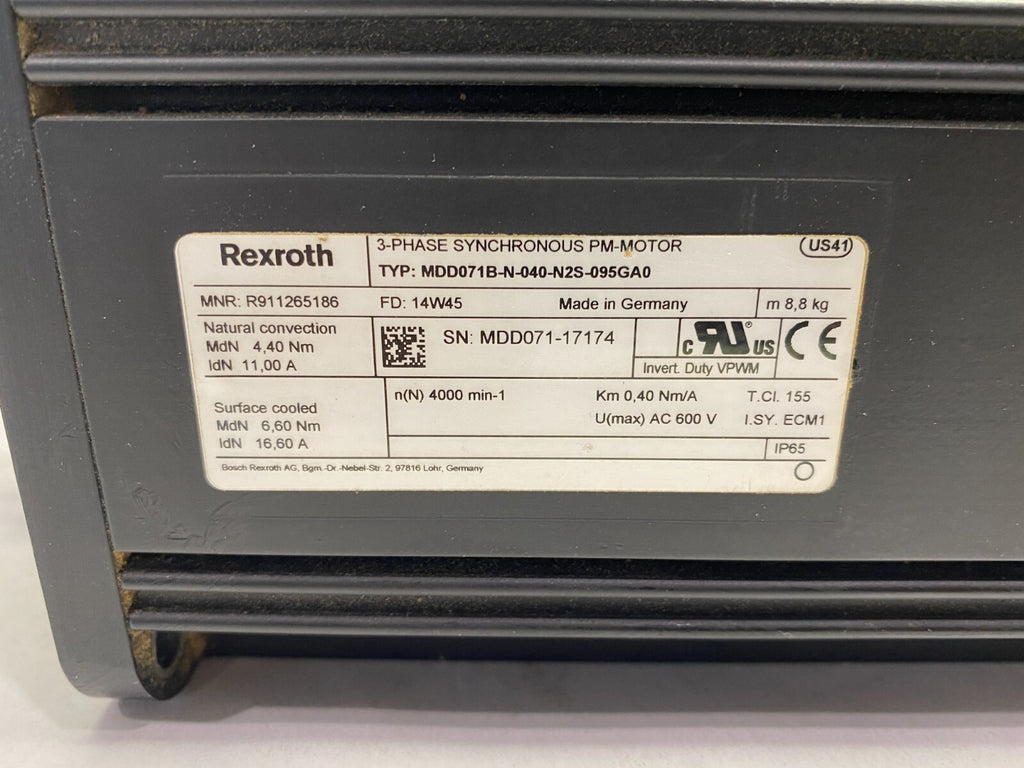 Rexroth
3-PHASE SYNCHRONOUS PM-MOTOR
US41
TYP: MDD071B-N-040-N2S-095GA0
MNR: R911265186
FD: 14W45
Made in Germany
m 8,8 kg
Natural convection
MdN 4,40 Nm
IdN 11,00 A
SN: MDD071-17174
c RU® US
Invert. Duty VPWM
CE
Surface cooled
MdN 6,60 Nm
IdN 16,60 A
n(N) 4000 min-1
Km 0,40 Nm/A
T.Cl. 155
U(max) AC 600 V
I.SY. ECM1
IP65
Bosch Rexroth AG, Bgm.-Dr.-Nebel-Str. 2, 97816 Lohr, Germany